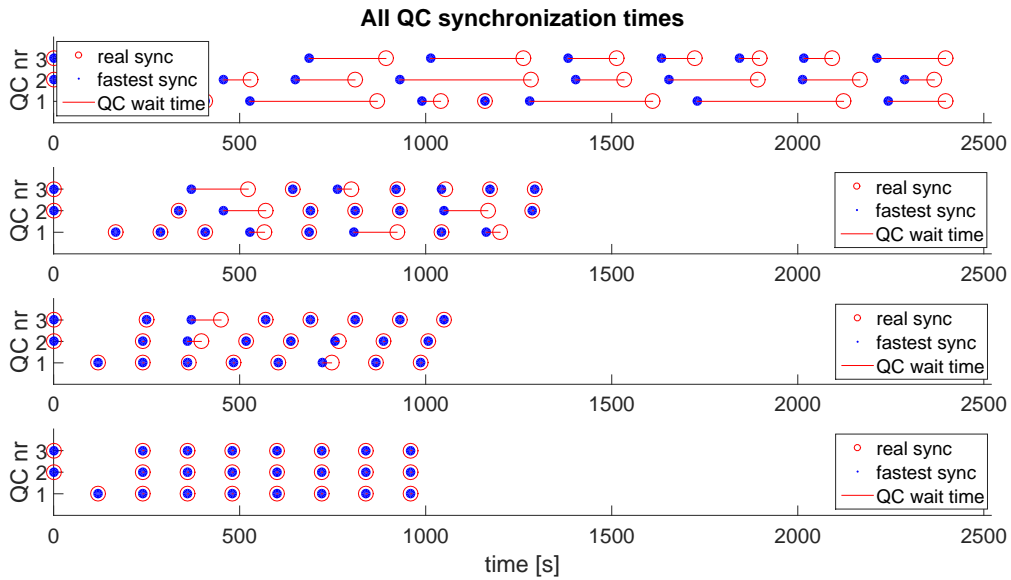 All QC synchronization times
QC nr
3
2
1
real sync
fastest sync
QC wait time
0 500 1000 1500 2000 2500
QC nr
3
2
1
real sync
fastest sync
QC wait time
0 500 1000 1500 2000 2500
QC nr
3
2
1
real sync
fastest sync
QC wait time
0 500 1000 1500 2000 2500
QC nr
3
2
1
real sync
fastest sync
QC wait time
0 500 1000 1500 2000 2500
time [s]